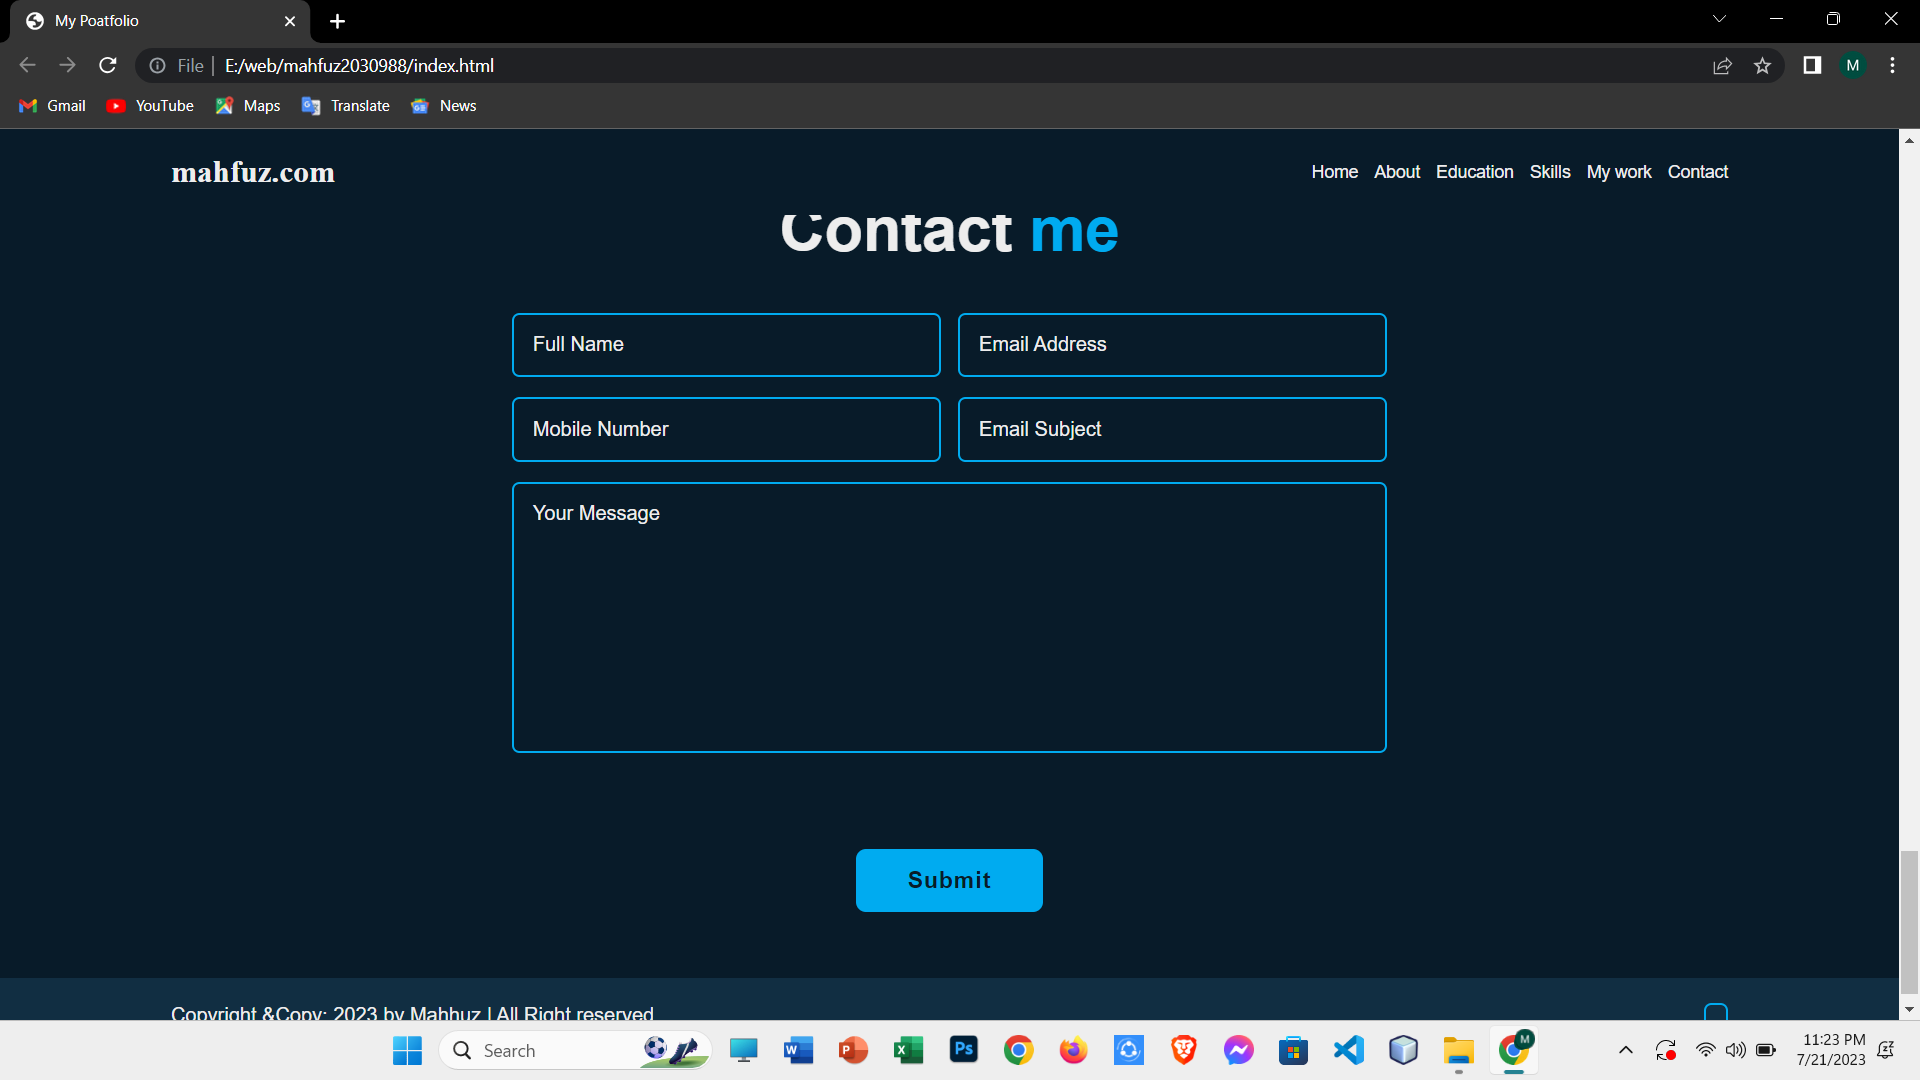 My Poatfolio
File | E:/web/mahfuz2030988/index.html
M
Gmail YouTube Maps Translate News
mahfuz.com
Home About Education Skills My work Contact
Contact me
Full Name
Email Address
Mobile Number
Email Subject
Your Message
Submit
Copyright &Copy; 2023 by Mahhuz | All Right reserved
Search
W
P
X
Ps
M
11:23 PM
7/21/2023